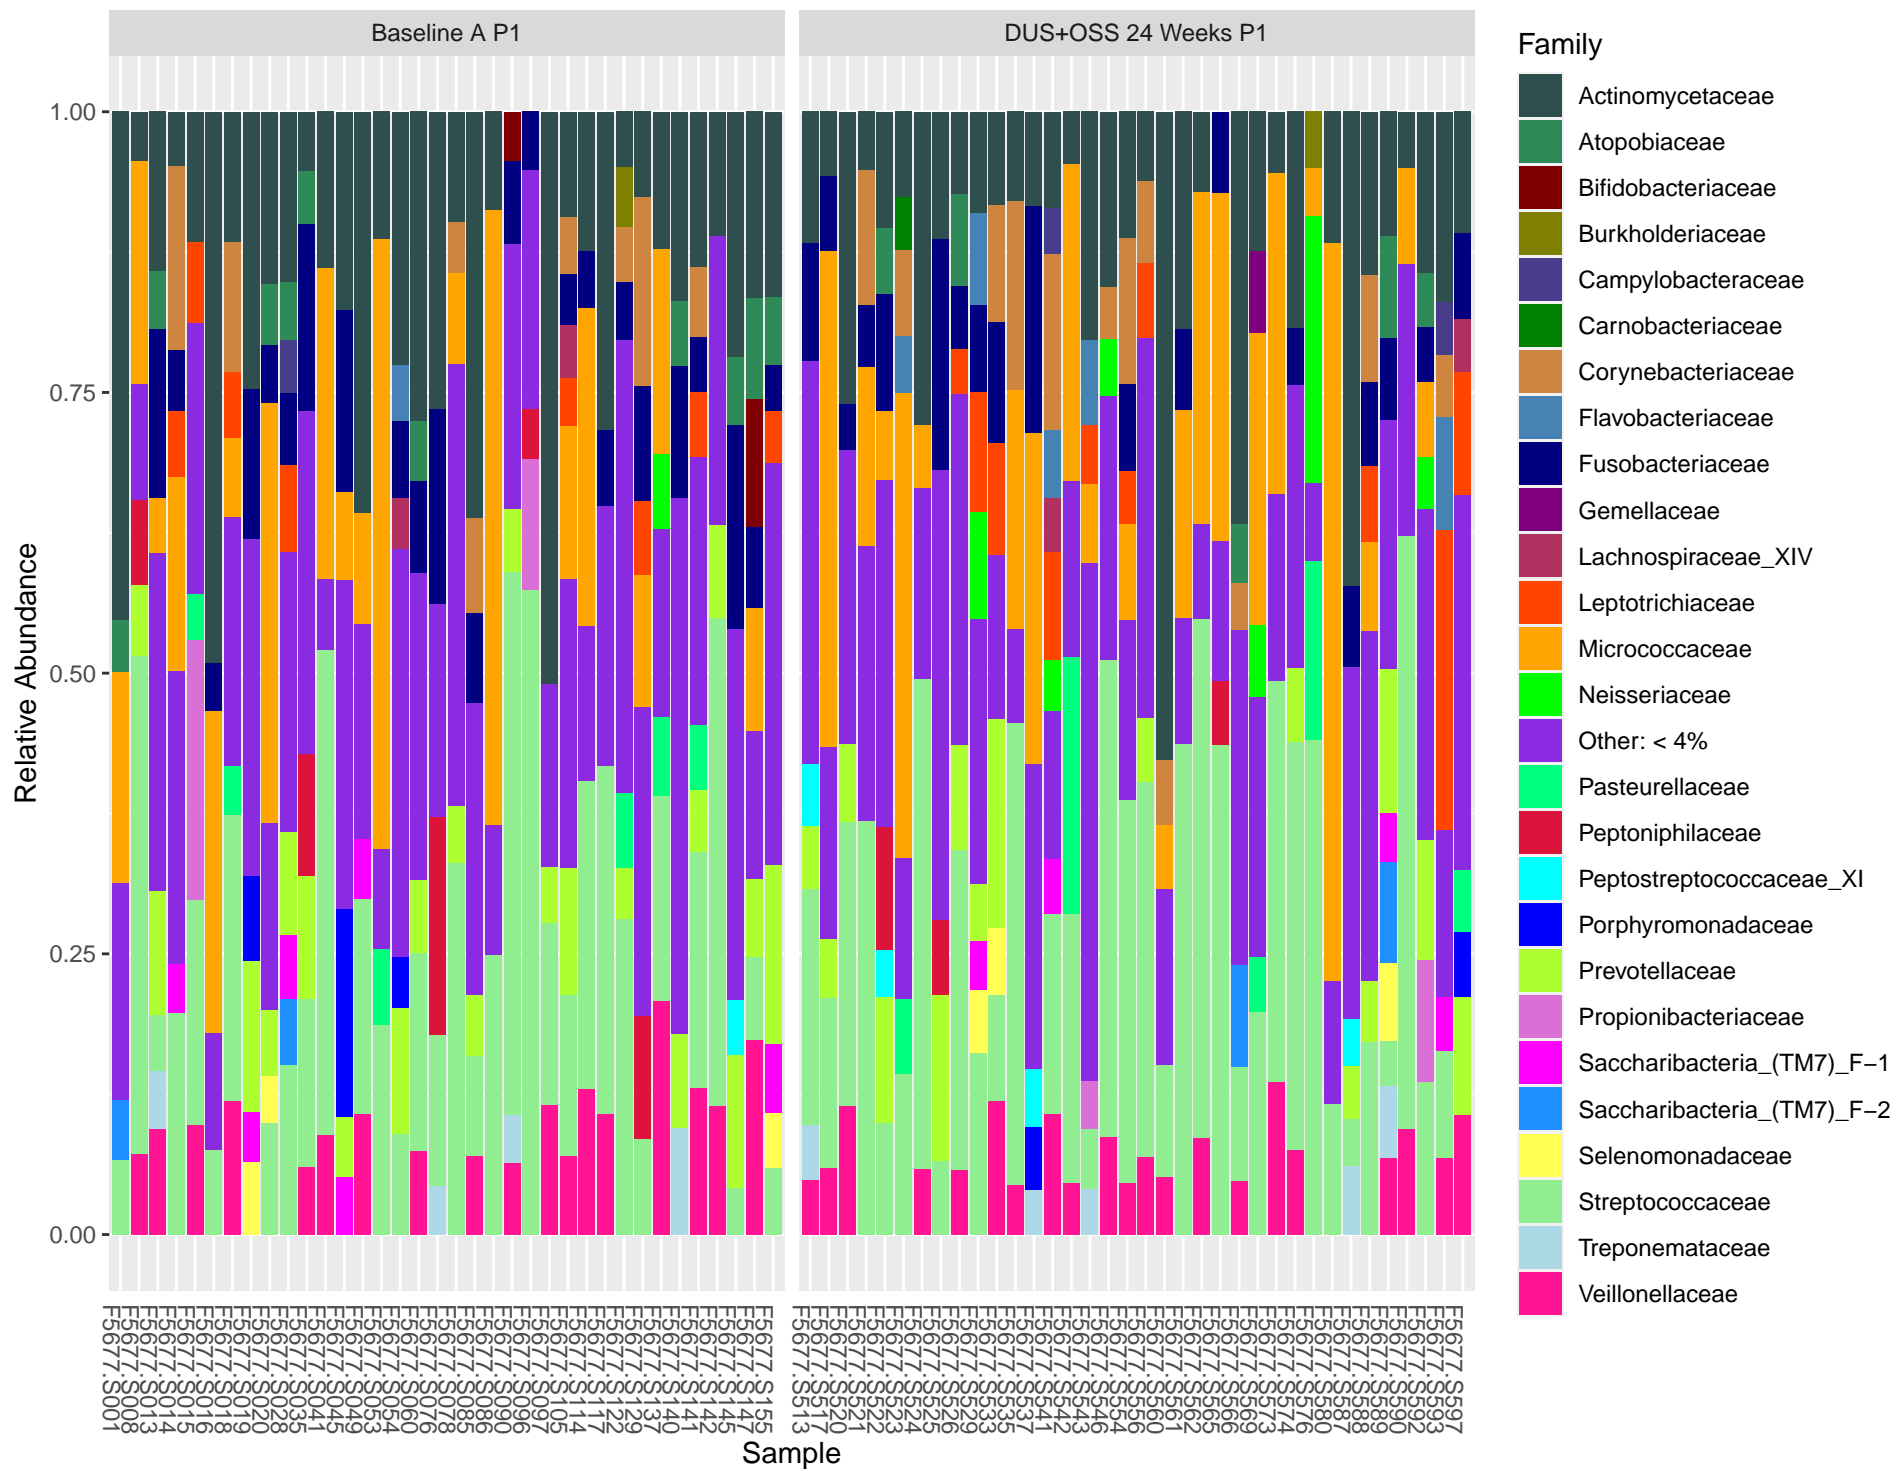 Baseline A P1
DUS+OSS 24 Weeks P1
1.00
0.75
0.50
0.25
0.00
Relative Abundance
F5677.S001
F5677.S008
F5677.S013
F5677.S014
F5677.S015
F5677.S016
F5677.S018
F5677.S019
F5677.S020
F5677.S028
F5677.S035
F5677.S041
F5677.S045
F5677.S049
F5677.S053
F5677.S054
F5677.S060
F5677.S076
F5677.S078
F5677.S085
F5677.S086
F5677.S090
F5677.S096
F5677.S097
F5677.S105
F5677.S114
F5677.S117
F5677.S122
F5677.S129
F5677.S137
F5677.S140
F5677.S141
F5677.S142
F5677.S145
F5677.S147
F5677.S155
F5677.S513
F5677.S517
F5677.S520
F5677.S521
F5677.S522
F5677.S523
F5677.S524
F5677.S525
F5677.S526
F5677.S529
F5677.S533
F5677.S535
F5677.S537
F5677.S541
F5677.S543
F5677.S546
F5677.S554
F5677.S556
F5677.S560
F5677.S561
F5677.S562
F5677.S565
F5677.S569
F5677.S573
F5677.S574
F5677.S576
F5677.S580
F5677.S587
F5677.S588
F5677.S589
F5677.S590
F5677.S592
F5677.S593
F5677.S597
Sample
Family
Actinomycetaceae
Atopobiaceae
Bifidobacteriaceae
Burkholderiaceae
Campylobacteraceae
Carnobacteriaceae
Corynebacteriaceae
Flavobacteriaceae
Fusobacteriaceae
Gemellaceae
Lachnospiraceae_XIV
Leptotrichiaceae
Micrococcaceae
Neisseriaceae
Other: < 4%
Pasteurellaceae
Peptoniphilaceae
Peptostreptococcaceae_XI
Porphyromonadaceae
Prevotellaceae
Propionibacteriaceae
Saccharibacteria_(TM7)_F−1
Saccharibacteria_(TM7)_F−2
Selenomonadaceae
Streptococcaceae
Treponemataceae
Veillonellaceae